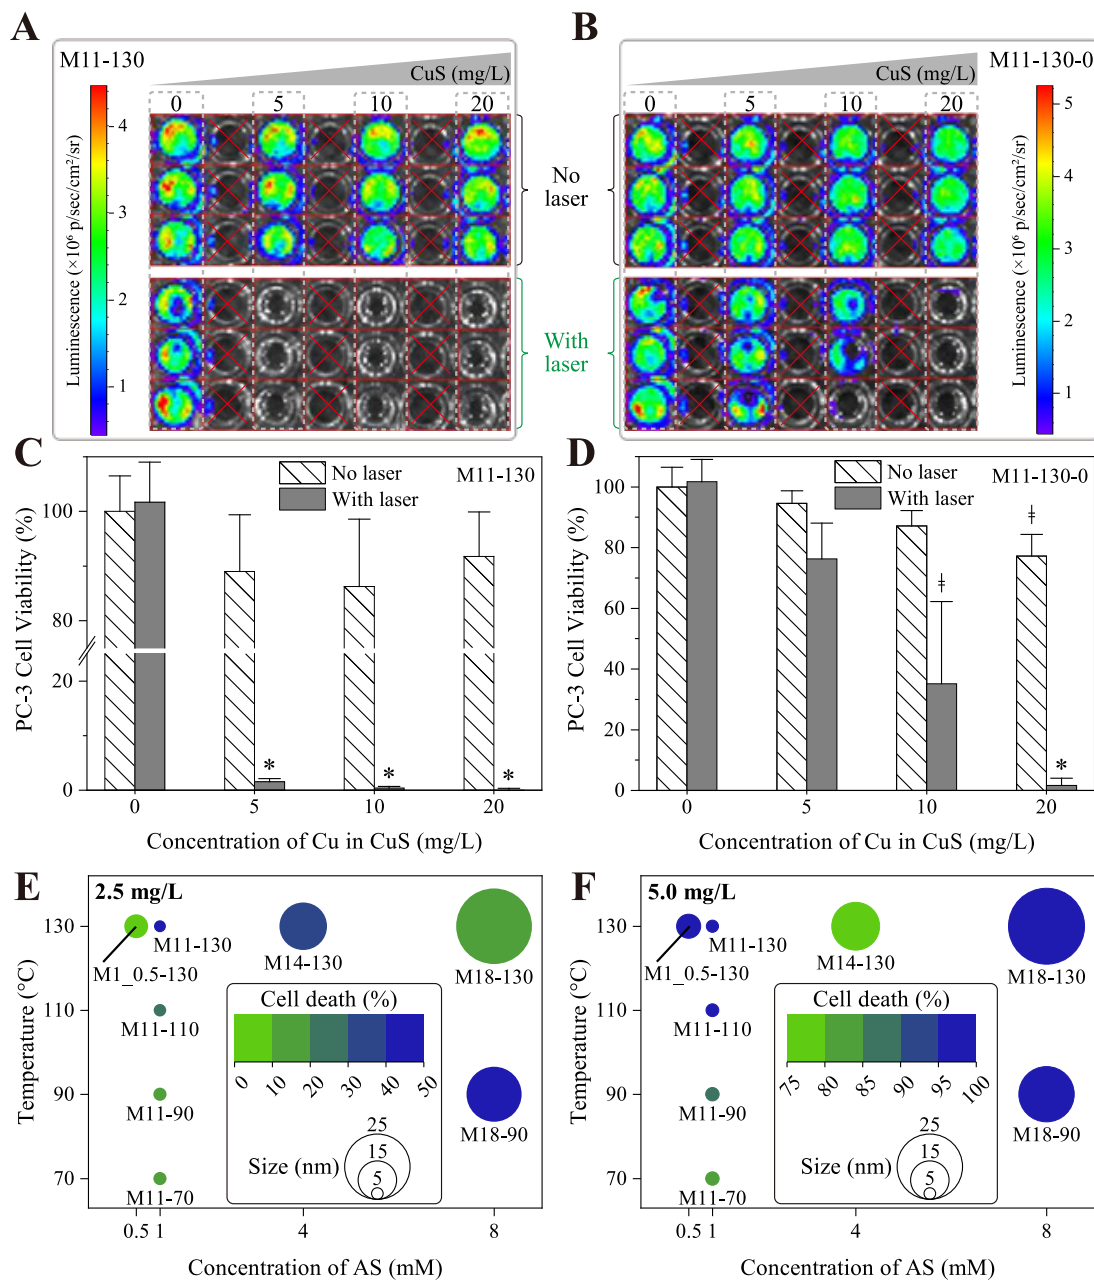 A
M11-130
CuS (mg/L)
0 5 10 20
Luminescence (×10⁶ p/sec/cm²/sr)
4
3
2
1
No laser
With laser
B
M11-130-0
CuS (mg/L)
0 5 10 20
Luminescence (×10⁶ p/sec/cm²/sr)
5
4
3
2
1
C
No laser
With laser
M11-130
PC-3 Cell Viability (%)
100
80
20
0
* * *
0 5 10 20
Concentration of Cu in CuS (mg/L)
D
No laser
With laser
M11-130-0
PC-3 Cell Viability (%)
100
80
60
40
20
0
ǂ ǂ *
0 5 10 20
Concentration of Cu in CuS (mg/L)
E
2.5 mg/L
Temperature (°C)
130
110
90
70
M11-130
M1_0.5-130
M14-130
M18-130
M11-110
M11-90
M18-90
M11-70
Cell death (%)
0 10 20 30 40 50
Size (nm)
25
15
5
0.5 1 4 8
Concentration of AS (mM)
F
5.0 mg/L
Temperature (°C)
130
110
90
70
M11-130
M1_0.5-130
M14-130
M18-130
M11-110
M11-90
M18-90
M11-70
Cell death (%)
75 80 85 90 95 100
Size (nm)
25
15
5
0.5 1 4 8
Concentration of AS (mM)